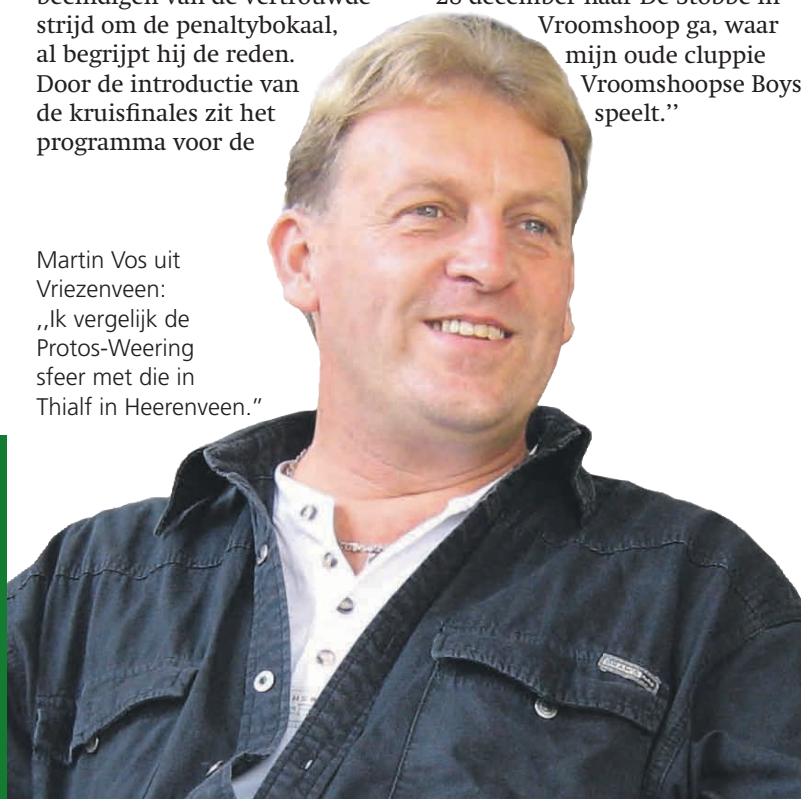 strijd om de penaltybokaal,
al begrijpt hij de reden.
Door de introductie van
de kruisfinales zit het
programma voor de
Vroomshoop ga, waar
mijn oude cluppie
Vroomshoopse Boys
speelt.’’
Martin Vos uit
Vriezenveen:
,,Ik vergelijk de
Protos-Weering
sfeer met die in
Thialf in Heerenveen.”